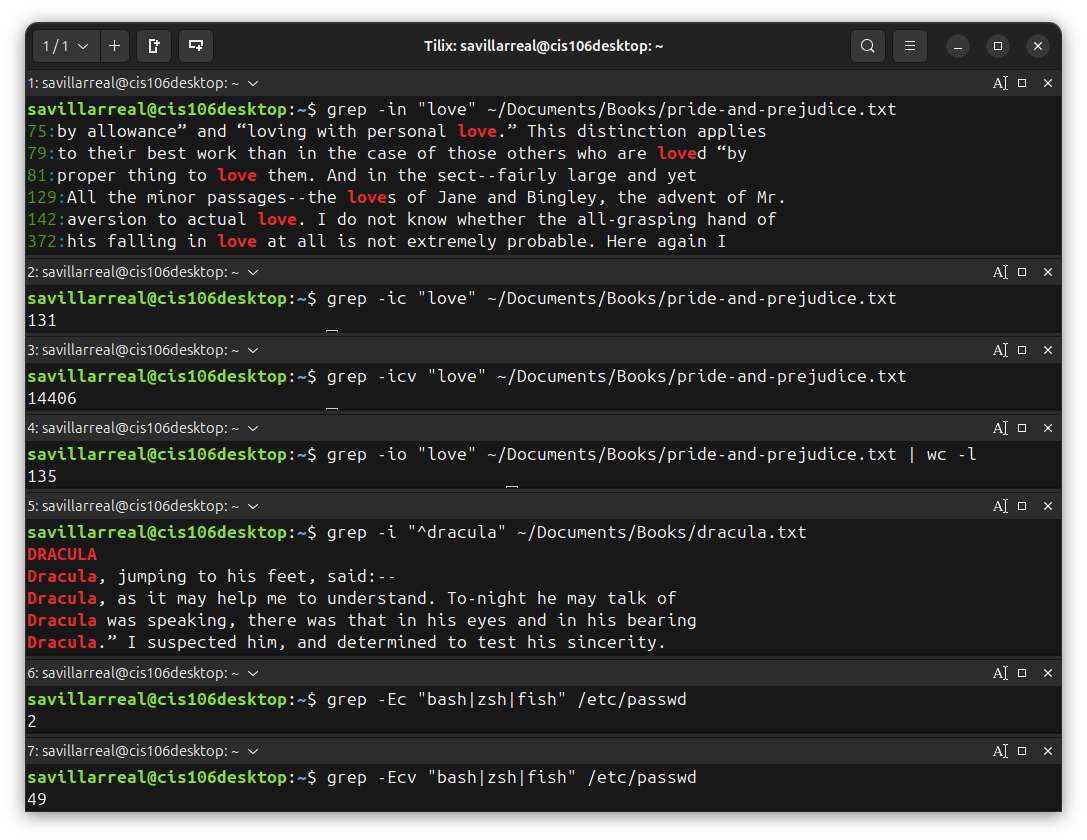 1 / 1
Tilix: savillarreal@cis106desktop: ~
1: savillarreal@cis106desktop: ~
savillarreal@cis106desktop:~$ grep -in "love" ~/Documents/Books/pride-and-prejudice.txt
75:by allowance” and “loving with personal love.” This distinction applies
79:to their best work than in the case of those others who are loved “by
81:proper thing to love them. And in the sect--fairly large and yet
129:All the minor passages--the loves of Jane and Bingley, the advent of Mr.
142:aversion to actual love. I do not know whether the all-grasping hand of
372:his falling in love at all is not extremely probable. Here again I
2: savillarreal@cis106desktop: ~
savillarreal@cis106desktop:~$ grep -ic "love" ~/Documents/Books/pride-and-prejudice.txt
131
3: savillarreal@cis106desktop: ~
savillarreal@cis106desktop:~$ grep -icv "love" ~/Documents/Books/pride-and-prejudice.txt
14406
4: savillarreal@cis106desktop: ~
savillarreal@cis106desktop:~$ grep -io "love" ~/Documents/Books/pride-and-prejudice.txt | wc -l
135
5: savillarreal@cis106desktop: ~
savillarreal@cis106desktop:~$ grep -i "^dracula" ~/Documents/Books/dracula.txt
DRACULA
Dracula, jumping to his feet, said:--
Dracula, as it may help me to understand. To-night he may talk of
Dracula was speaking, there was that in his eyes and in his bearing
Dracula.” I suspected him, and determined to test his sincerity.
6: savillarreal@cis106desktop: ~
savillarreal@cis106desktop:~$ grep -Ec "bash|zsh|fish" /etc/passwd
2
7: savillarreal@cis106desktop: ~
savillarreal@cis106desktop:~$ grep -Ecv "bash|zsh|fish" /etc/passwd
49